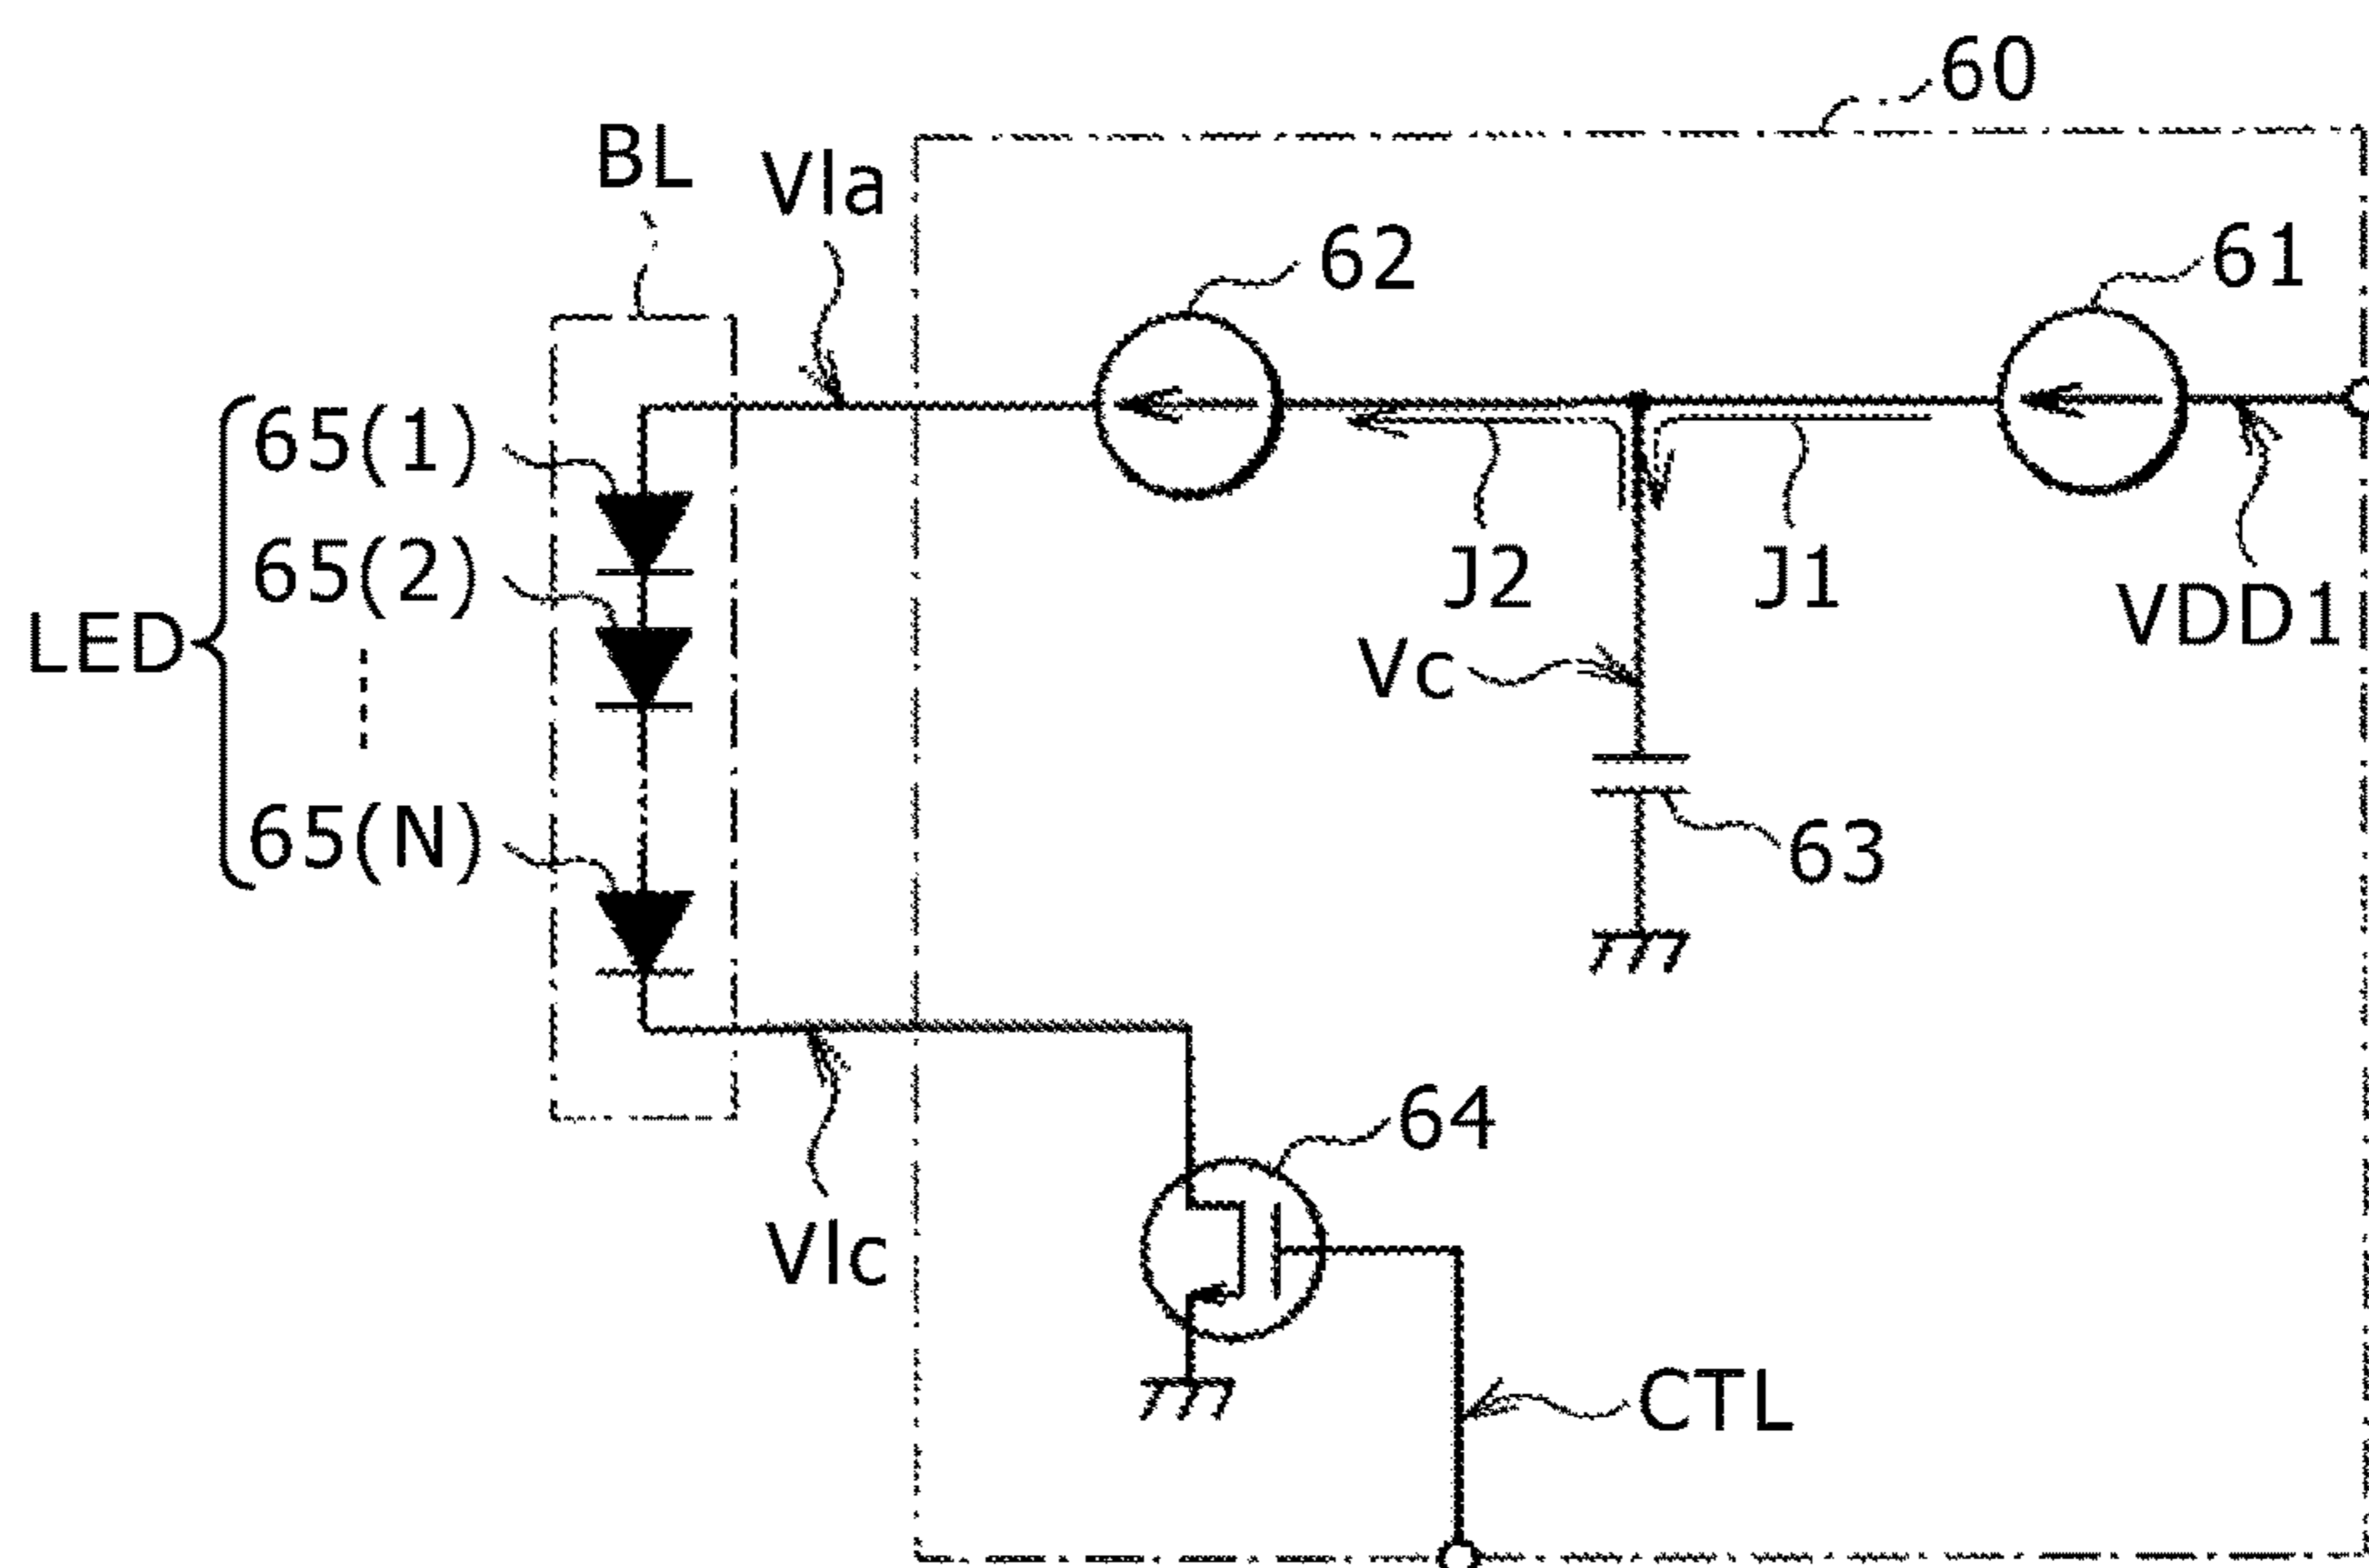 60
BL
Vla
62
61
65(1)
65(2)
LED
J2
J1
VDD1
Vc
65(N)
63
64
Vlc
CTL